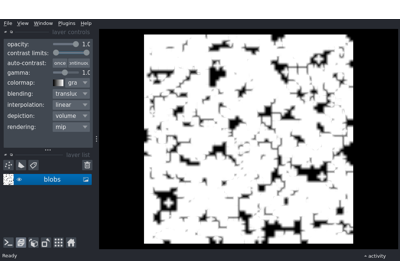 File View Window Plugins Help
layer controls
opacity: 1.0
contrast limits:
auto-contrast: once
gamma: 1.0
colormap: gra
blending: translu
interpolation: linear
depiction: volume
rendering: mip
layer list
blobs
Ready activity